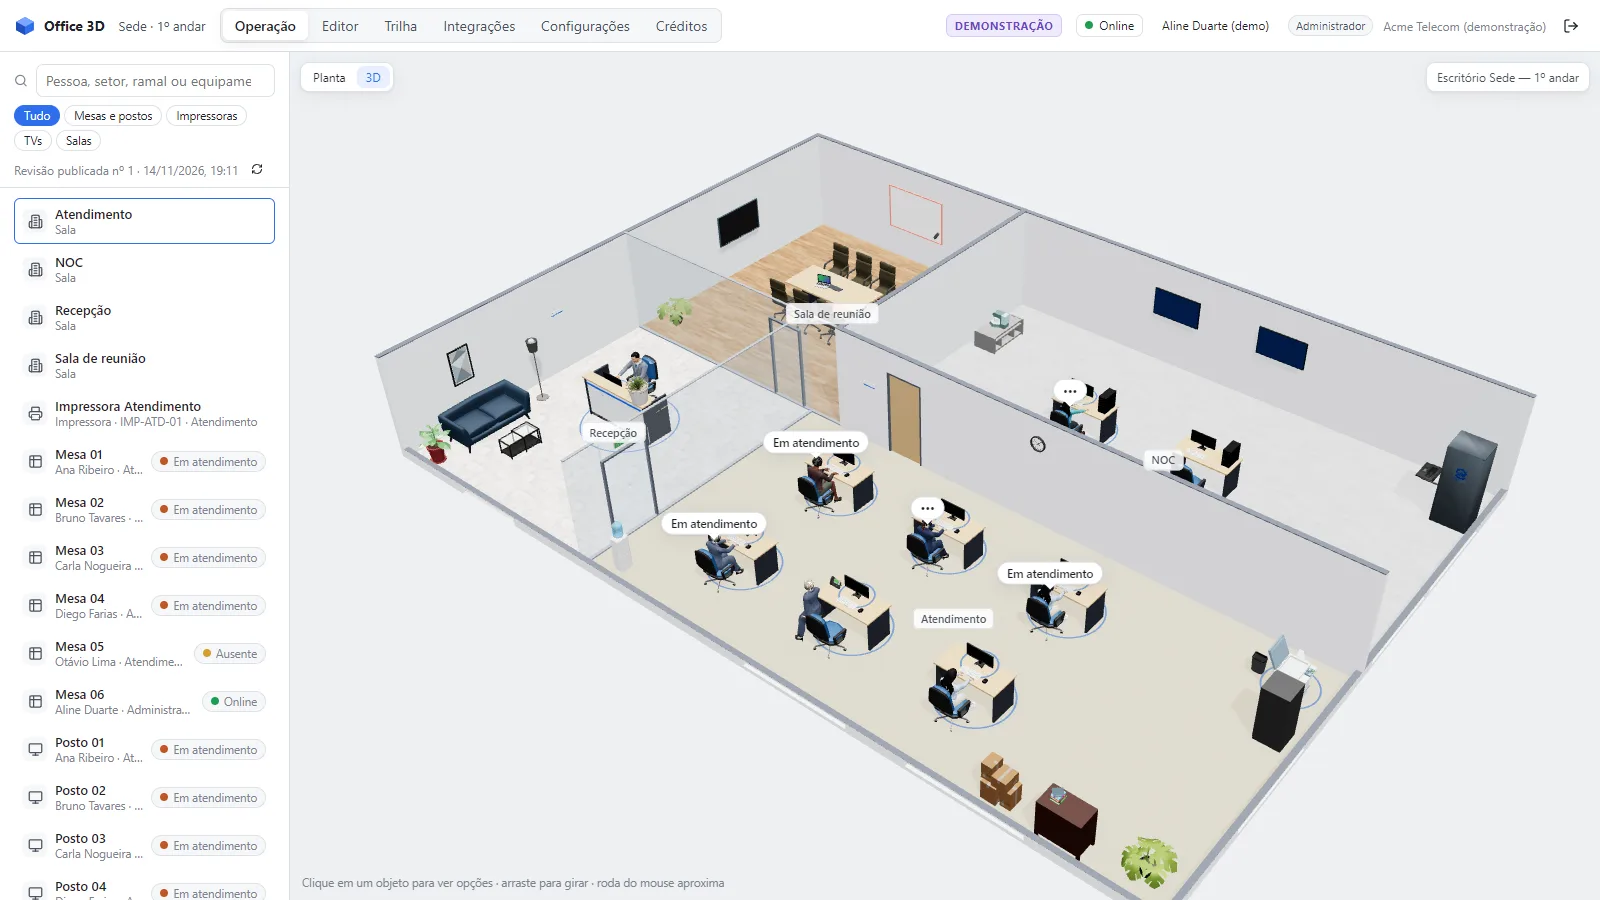 Office 3D
Sede · 1º andar
Operação
Editor
Trilha
Integrações
Configurações
Créditos
DEMONSTRAÇÃO
Online
Aline Duarte (demo)
Administrador
Acme Telecom (demonstração)
Pessoa, setor, ramal ou equipame
Tudo
Mesas e postos
Impressoras
TVs
Salas
Revisão publicada nº 1 · 14/11/2026, 19:11
Atendimento
Sala
NOC
Sala
Recepção
Sala
Sala de reunião
Sala
Impressora Atendimento
Impressora · IMP-ATD-01 · Atendimento
Mesa 01
Ana Ribeiro · At...
Em atendimento
Mesa 02
Bruno Tavares · ...
Em atendimento
Mesa 03
Carla Nogueira ...
Em atendimento
Mesa 04
Diego Farias · A...
Em atendimento
Mesa 05
Otávio Lima · Atendime...
Ausente
Mesa 06
Aline Duarte · Administra...
Online
Posto 01
Ana Ribeiro · At...
Em atendimento
Posto 02
Bruno Tavares · ...
Em atendimento
Posto 03
Carla Nogueira ...
Em atendimento
Posto 04
Em atendimento
Planta
3D
Escritório Sede — 1º andar
Sala de reunião
Recepção
Em atendimento
NOC
Em atendimento
Em atendimento
Atendimento
Clique em um objeto para ver opções · arraste para girar · roda do mouse aproxima